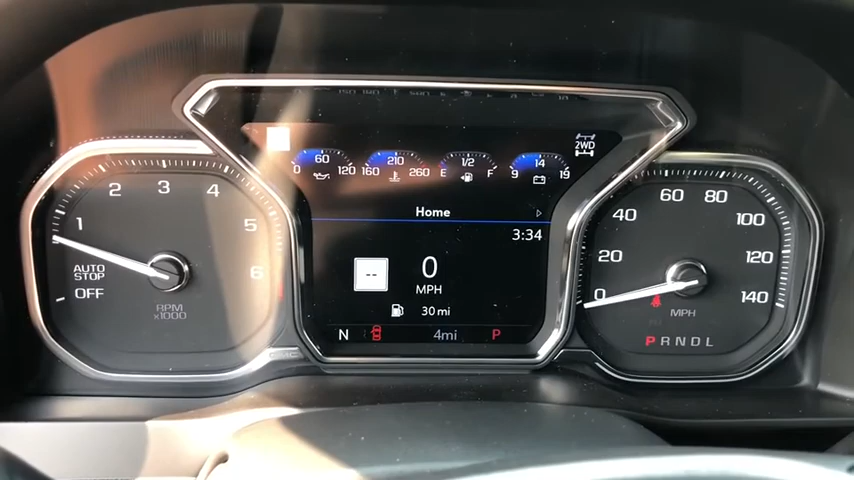 2WD
60
0 120
210
160 260
1/2
E F
14
9 19
Home
3:34
--
0
MPH
30 mi
N 4mi P
1 2 3 4 5 6
AUTO
STOP
OFF
RPM
x1000
GMC
0 20 40 60 80 100 120 140
MPH
PRNDL